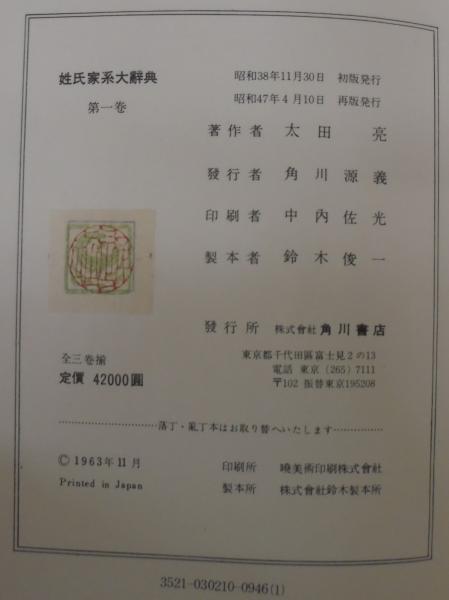 姓氏家系大辭典
第一卷
昭和38年11月30日 初版発行
昭和47年4月10日 再版発行
著作者 太田亮
發行者 角川源義
印刷者 中内佐光
製本者 鈴木俊一
發行所 株式會社 角川書店
東京都千代田區富士見2の13
電話 東京 (265) 7111
〒102 振替東京195208
全三卷揃
定價 42000圓
落丁・亂丁本はお取り替へいたします
© 1963年11月
Printed in Japan
印刷所 曉美術印刷株式會社
製本所 株式會社鈴木製本所
3521-030210-0946(1)